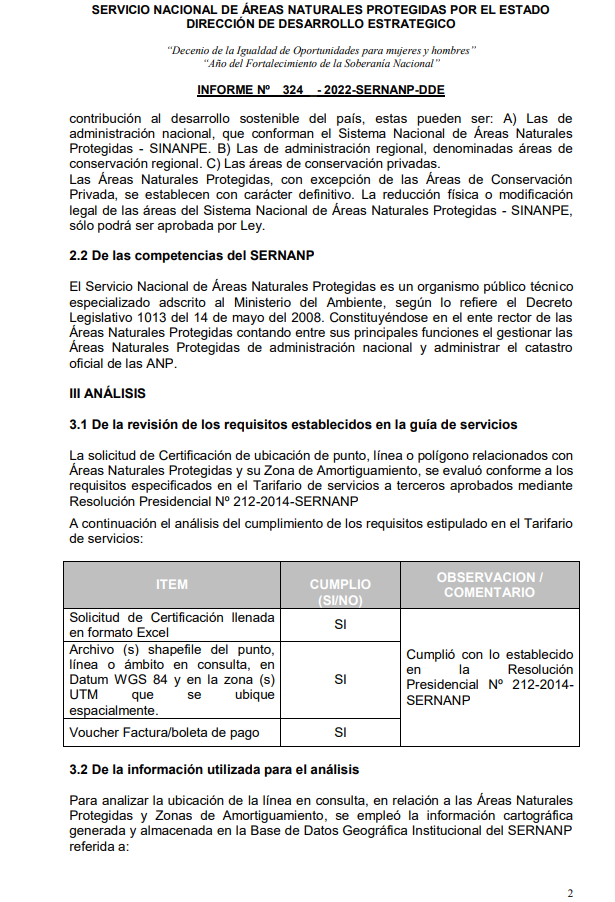 SERVICIO NACIONAL DE ÁREAS NATURALES PROTEGIDAS POR EL ESTADO
DIRECCIÓN DE DESARROLLO ESTRATEGICO
“Decenio de la Igualdad de Oportunidades para mujeres y hombres”
“Año del Fortalecimiento de la Soberanía Nacional”
INFORME Nº 324 - 2022-SERNANP-DDE
contribución al desarrollo sostenible del país, estas pueden ser: A) Las de
administración nacional, que conforman el Sistema Nacional de Áreas Naturales
Protegidas - SINANPE. B) Las de administración regional, denominadas áreas de
conservación regional. C) Las áreas de conservación privadas.
Las Áreas Naturales Protegidas, con excepción de las Áreas de Conservación
Privada, se establecen con carácter definitivo. La reducción física o modificación
legal de las áreas del Sistema Nacional de Áreas Naturales Protegidas - SINANPE,
sólo podrá ser aprobada por Ley.
2.2 De las competencias del SERNANP
El Servicio Nacional de Áreas Naturales Protegidas es un organismo público técnico
especializado adscrito al Ministerio del Ambiente, según lo refiere el Decreto
Legislativo 1013 del 14 de mayo del 2008. Constituyéndose en el ente rector de las
Áreas Naturales Protegidas contando entre sus principales funciones el gestionar las
Áreas Naturales Protegidas de administración nacional y administrar el catastro
oficial de las ANP.
III ANÁLISIS
3.1 De la revisión de los requisitos establecidos en la guía de servicios
La solicitud de Certificación de ubicación de punto, línea o polígono relacionados con
Áreas Naturales Protegidas y su Zona de Amortiguamiento, se evaluó conforme a los
requisitos especificados en el Tarifario de servicios a terceros aprobados mediante
Resolución Presidencial Nº 212-2014-SERNANP
A continuación el análisis del cumplimiento de los requisitos estipulado en el Tarifario
de servicios:
ITEM
CUMPLIO
(SI/NO)
OBSERVACION /
COMENTARIO
Solicitud de Certificación llenada
en formato Excel
SI
Archivo (s) shapefile del punto,
línea o ámbito en consulta, en
Datum WGS 84 y en la zona (s)
UTM que se ubique
espacialmente.
SI
Cumplió con lo establecido
en la Resolución
Presidencial Nº 212-2014-
SERNANP
Voucher Factura/boleta de pago
SI
3.2 De la información utilizada para el análisis
Para analizar la ubicación de la línea en consulta, en relación a las Áreas Naturales
Protegidas y Zonas de Amortiguamiento, se empleó la información cartográfica
generada y almacenada en la Base de Datos Geográfica Institucional del SERNANP
referida a:
2